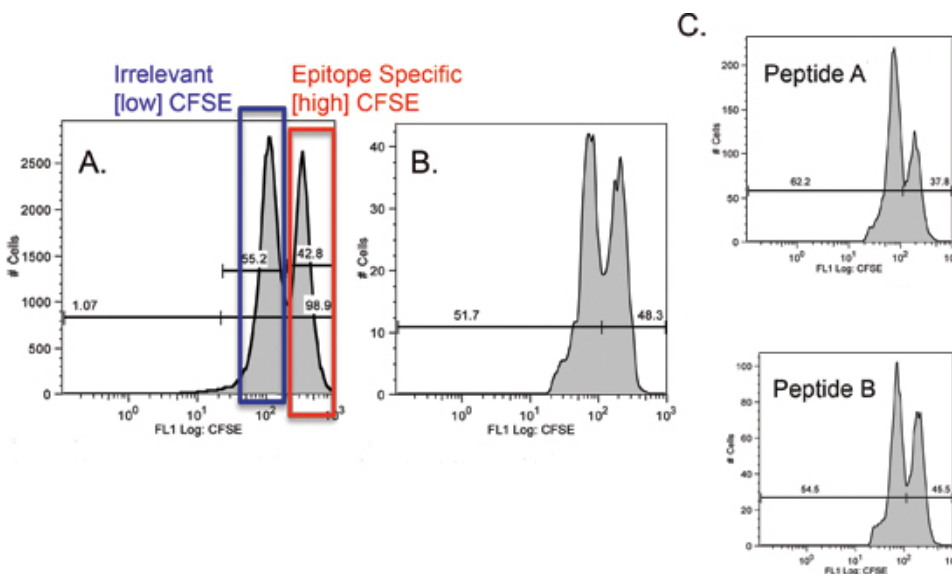 Irrelevant
[low] CFSE
Epitope Specific
[high] CFSE
A.
# Cells
2500
2000
1500
1000
500
0
55.2
42.8
1.07
98.9
10⁰
10¹
10²
10³
FL1 Log: CFSE
B.
# Cells
40
30
20
10
0
51.7
48.3
10⁰
10¹
10²
10³
FL1 Log: CFSE
C.
Peptide A
# Cells
200
150
100
50
0
62.2
37.8
10⁰
10¹
10²
10³
FL1 Log: CFSE
Peptide B
# Cells
100
80
60
40
20
0
54.5
45.5
10⁰
10¹
10²
10³
FL1 Log: CFSE